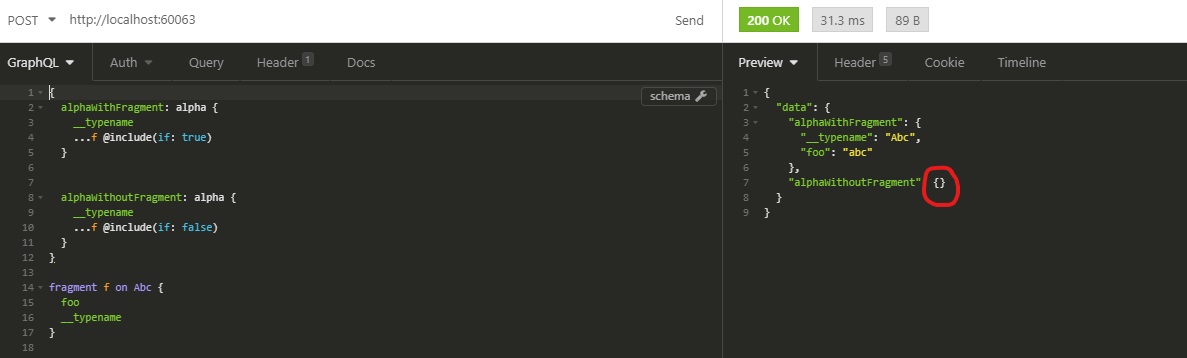 POST http://localhost:60063 Send 200 OK 31.3 ms 89 B
GraphQL Auth Query Header 1 Docs Preview Header 5 Cookie Timeline
schema
1 {
2 alphaWithFragment: alpha {
3 __typename
4 ...f @include(if: true)
5 }
6
7
8 alphaWithoutFragment: alpha {
9 __typename
10 ...f @include(if: false)
11 }
12 }
13
14 fragment f on Abc {
15 foo
16 __typename
17 }
18
1 {
2 "data": {
3 "alphaWithFragment": {
4 "__typename": "Abc",
5 "foo": "abc"
6 },
7 "alphaWithoutFragment" {}
8 }
9 }